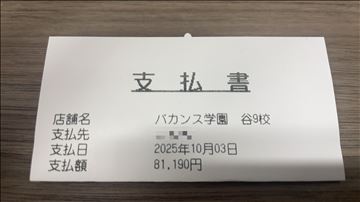 支払書
店舗名 バカンス学園 谷9校
支払先
支払日 2025年10月03日
支払額 81,190円